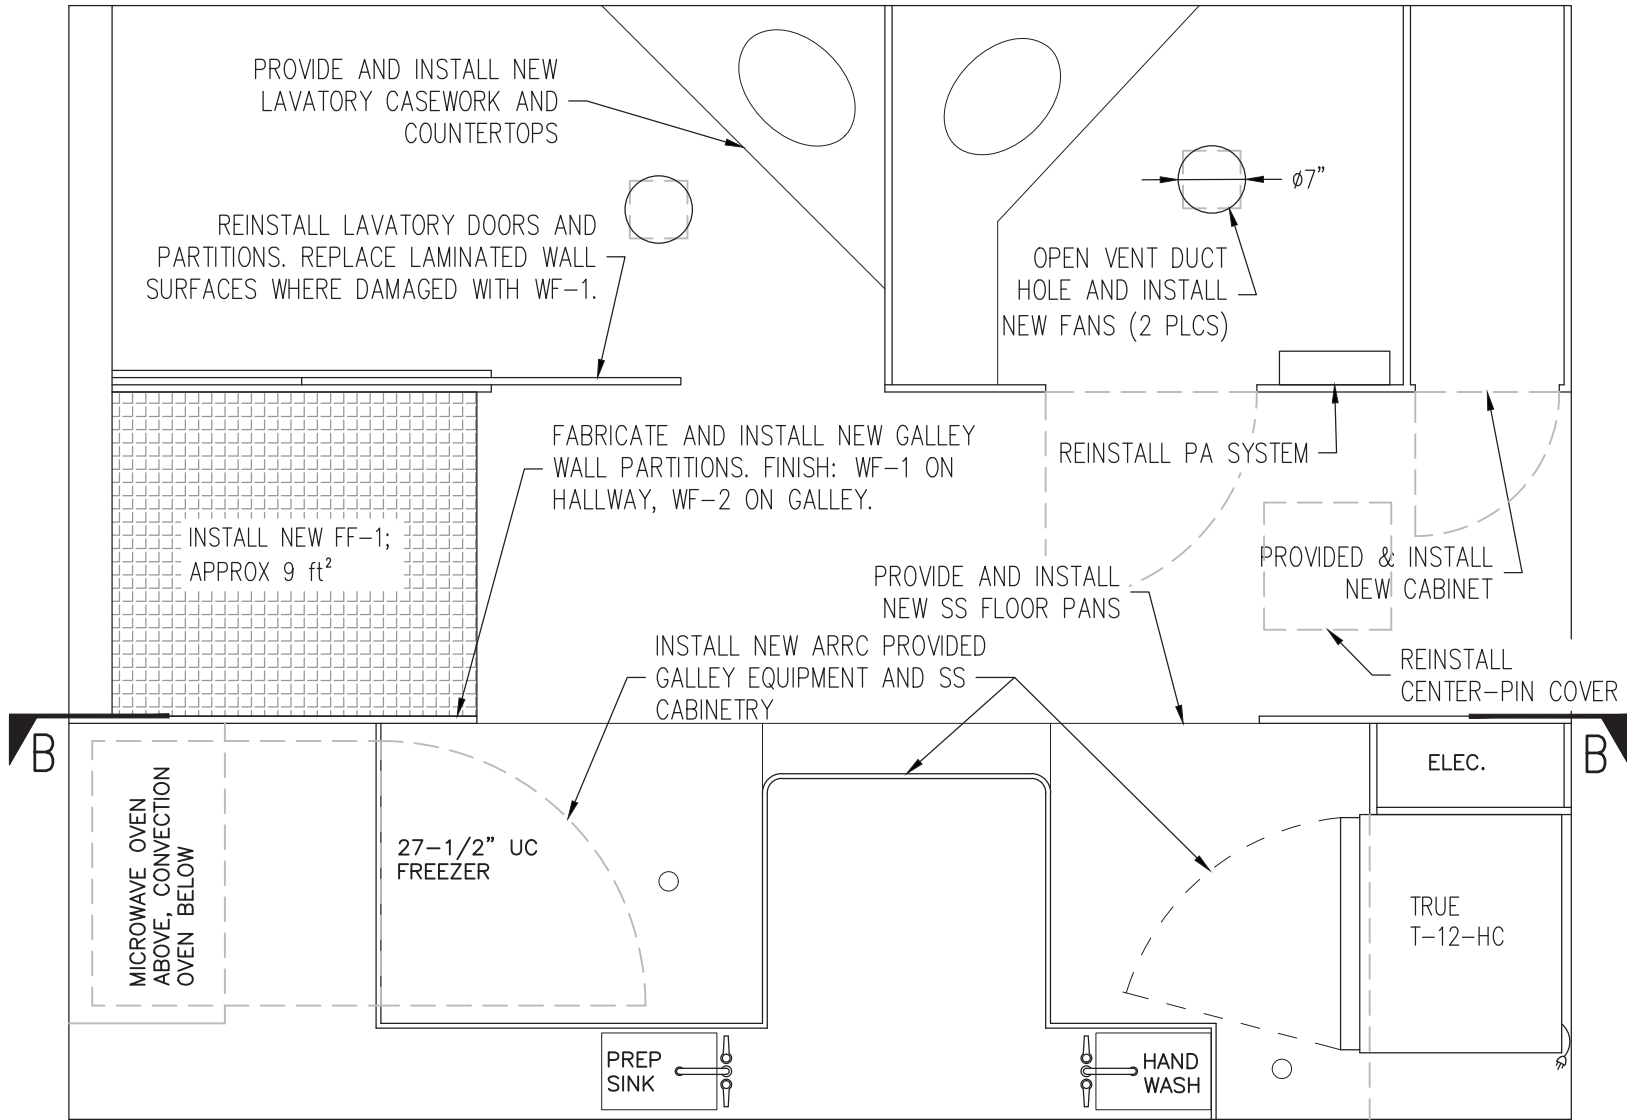 PROVIDE AND INSTALL NEW
LAVATORY CASEWORK AND
COUNTERTOPS
REINSTALL LAVATORY DOORS AND
PARTITIONS. REPLACE LAMINATED WALL
SURFACES WHERE DAMAGED WITH WF-1.
ø7"
OPEN VENT DUCT
HOLE AND INSTALL
NEW FANS (2 PLCS)
FABRICATE AND INSTALL NEW GALLEY
WALL PARTITIONS. FINISH: WF-1 ON
HALLWAY, WF-2 ON GALLEY.
REINSTALL PA SYSTEM
INSTALL NEW FF-1;
APPROX 9 ft²
PROVIDED & INSTALL
NEW CABINET
PROVIDE AND INSTALL
NEW SS FLOOR PANS
INSTALL NEW ARRC PROVIDED
GALLEY EQUIPMENT AND SS
CABINETRY
REINSTALL
CENTER-PIN COVER
B
B
ELEC.
MICROWAVE OVEN
ABOVE, CONVECTION
OVEN BELOW
27-1/2" UC
FREEZER
TRUE
T-12-HC
PREP
SINK
HAND
WASH